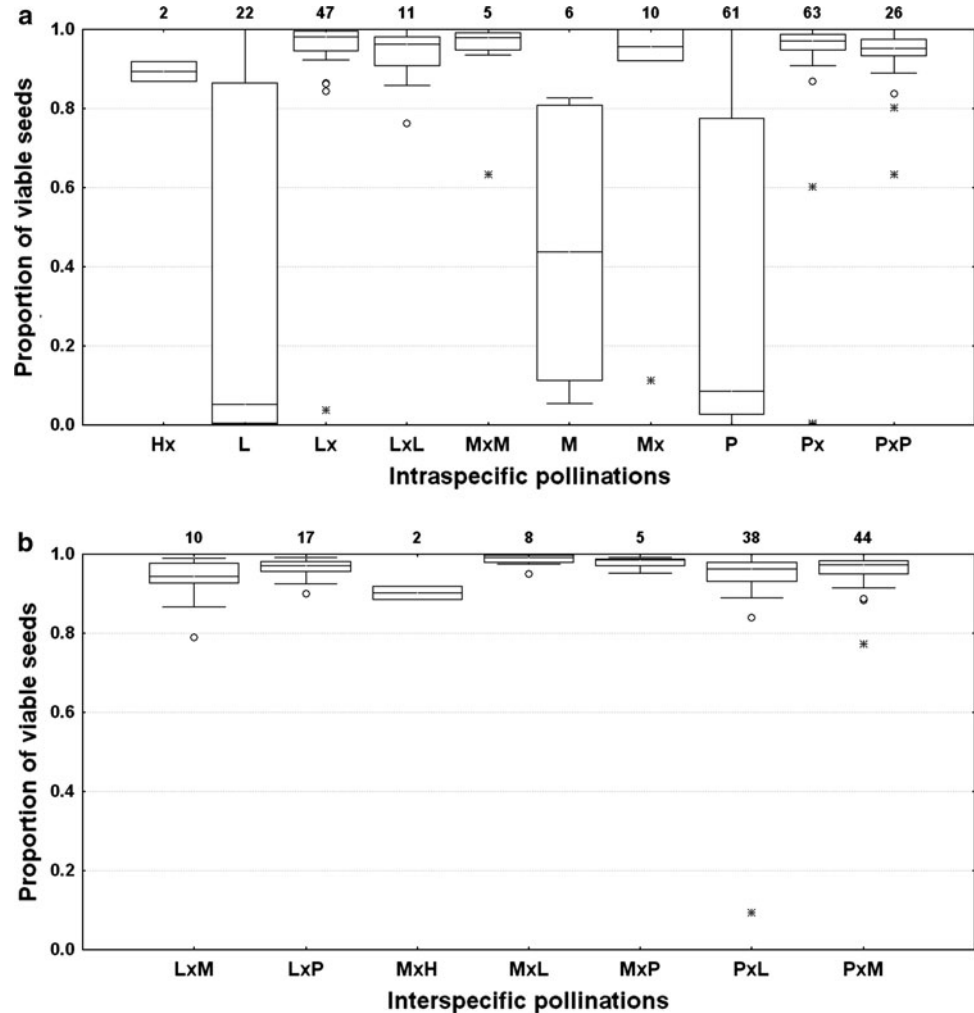 a
2 22 47 11 5 6 10 61 63 26
Proportion of viable seeds
1.0
0.8
0.6
0.4
0.2
0.0
Hx L Lx LxL MxM M Mx P Px PxP
Intraspecific pollinations
b
10 17 2 8 5 38 44
Proportion of viable seeds
1.0
0.8
0.6
0.4
0.2
0.0
LxM LxP MxH MxL MxP PxL PxM
Interspecific pollinations